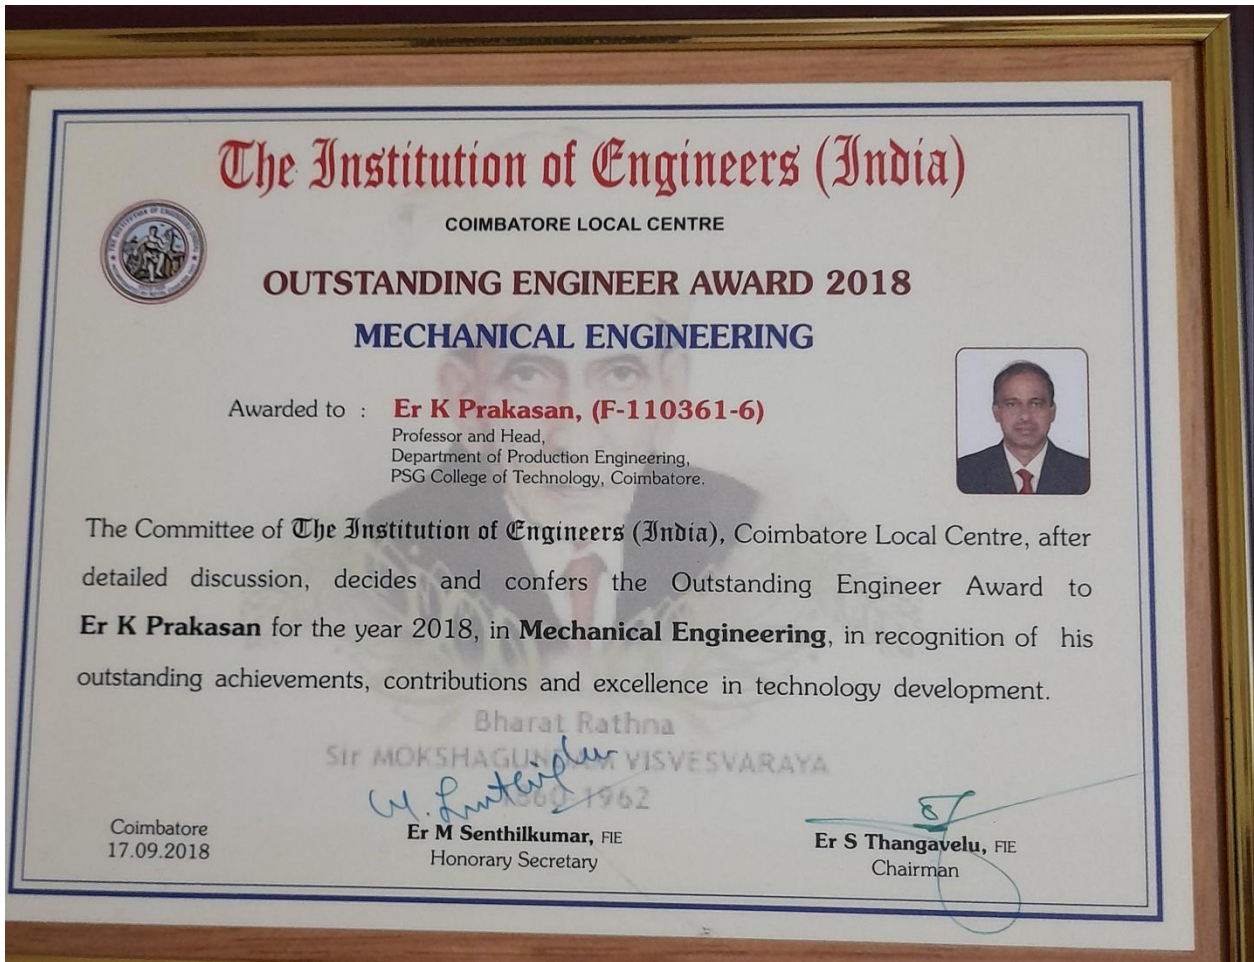 The Institution of Engineers (India)
COIMBATORE LOCAL CENTRE
OUTSTANDING ENGINEER AWARD 2018
MECHANICAL ENGINEERING
Awarded to : Er K Prakasan, (F-110361-6)
Professor and Head,
Department of Production Engineering,
PSG College of Technology, Coimbatore.
The Committee of The Institution of Engineers (India), Coimbatore Local Centre, after
detailed discussion, decides and confers the Outstanding Engineer Award to
Er K Prakasan for the year 2018, in Mechanical Engineering, in recognition of his
outstanding achievements, contributions and excellence in technology development.
Bharat Rathna
Sir MOKSHAGUNDAM VISVESVARAYA
1860-1962
Coimbatore
17.09.2018
Er M Senthilkumar, FIE
Honorary Secretary
Er S Thangavelu, FIE
Chairman